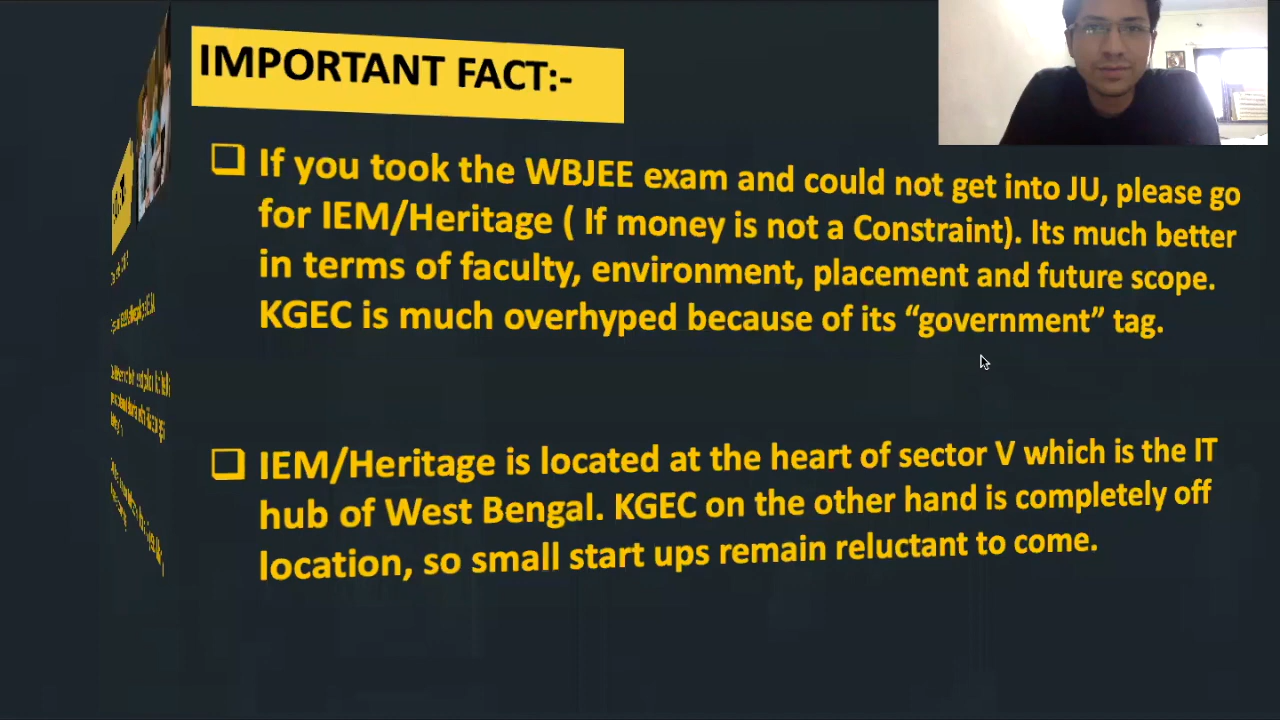 IMPORTANT FACT:-
If you took the WBJEE exam and could not get into JU, please go
for IEM/Heritage ( If money is not a Constraint). Its much better
in terms of faculty, environment, placement and future scope.
KGEC is much overhyped because of its “government” tag.
IEM/Heritage is located at the heart of sector V which is the IT
hub of West Bengal. KGEC on the other hand is completely off
location, so small start ups remain reluctant to come.